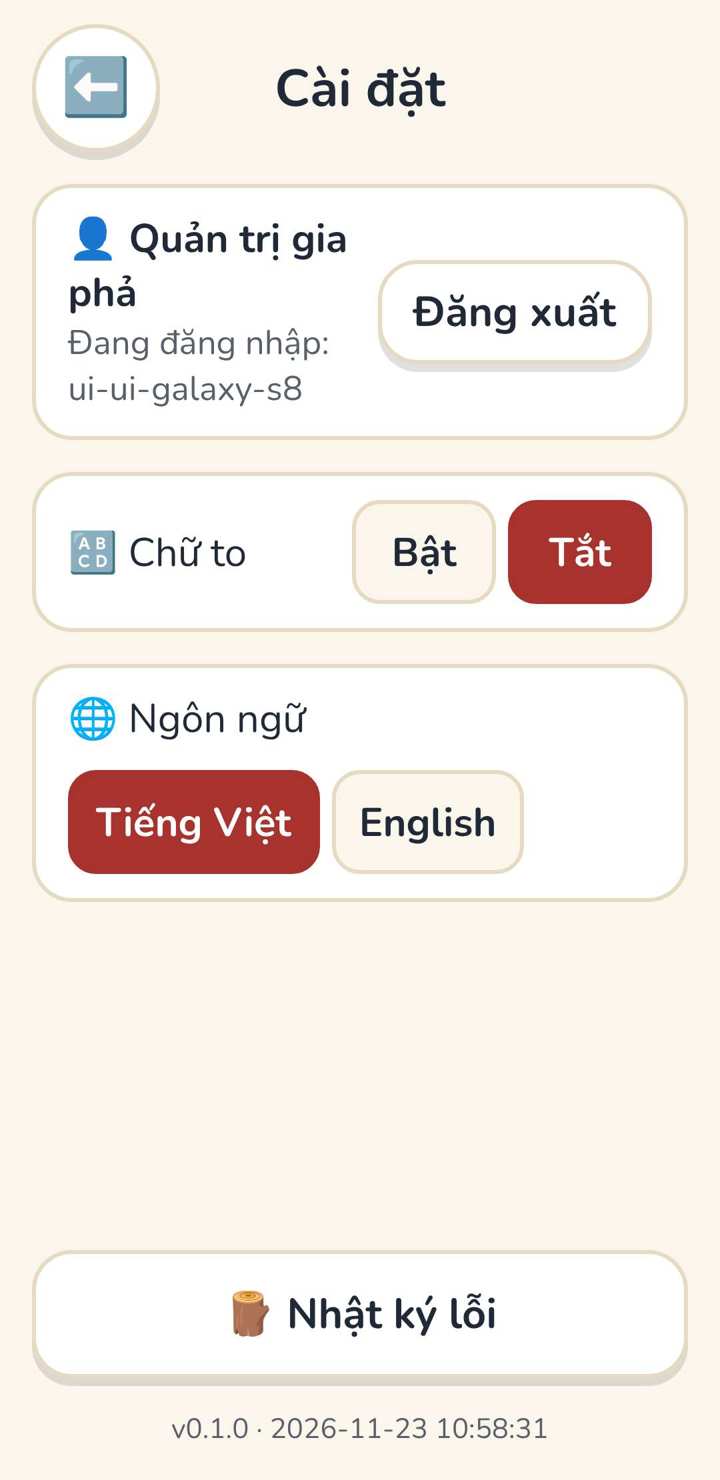 Cài đặt
Quản trị gia
phả
Đang đăng nhập:
ui-ui-galaxy-s8
Đăng xuất
Chữ to
Bật
Tắt
Ngôn ngữ
Tiếng Việt
English
Nhật ký lỗi
v0.1.0 · 2026-11-23 10:58:31